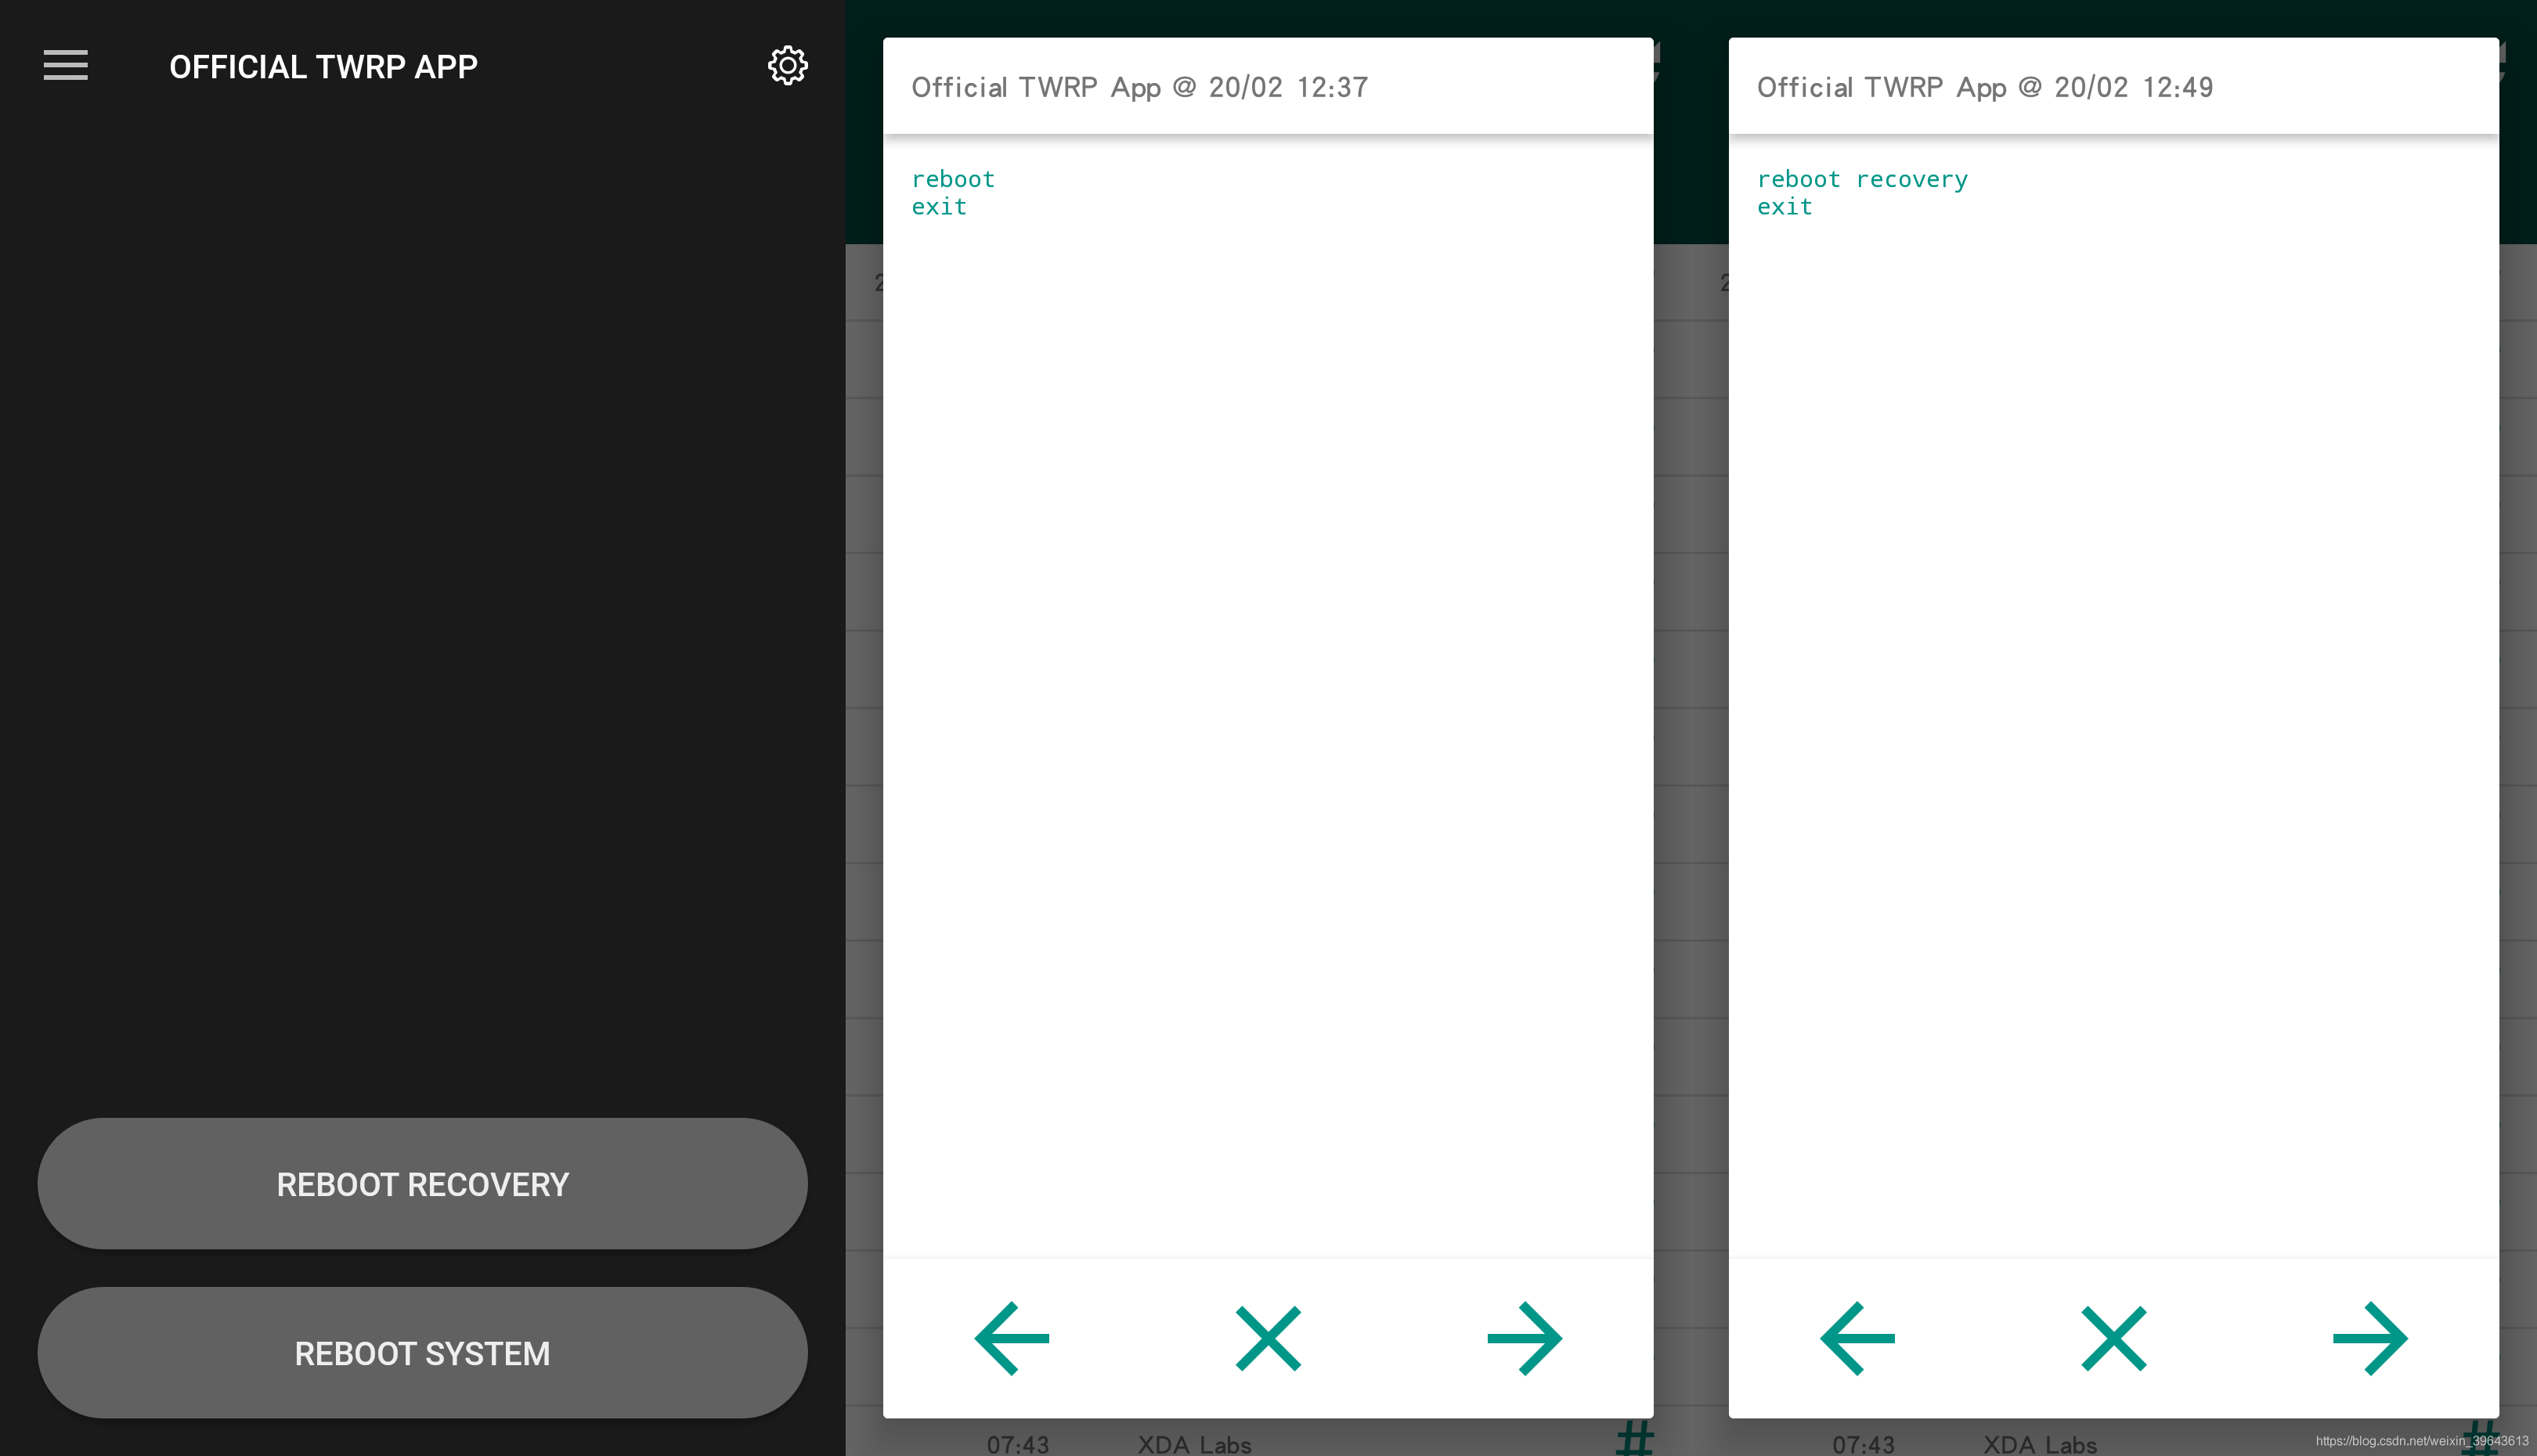 OFFICIAL TWRP APP
REBOOT RECOVERY
REBOOT SYSTEM
Official TWRP App @ 20/02 12:37
reboot
exit
2
07:43 XDA Labs #
Official TWRP App @ 20/02 12:49
reboot recovery
exit
2
07:43 XDA Labs #
https://blog.csdn.net/weixin_39643613